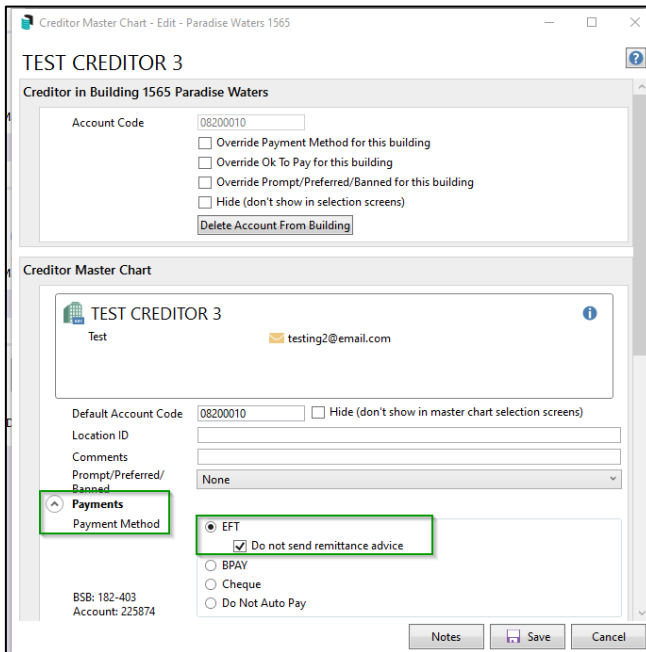 Creditor Master Chart - Edit - Paradise Waters 1565
TEST CREDITOR 3
Creditor in Building 1565 Paradise Waters
Account Code 08200010
Override Payment Method for this building
Override Ok To Pay for this building
Override Prompt/Preferred/Banned for this building
Hide (don't show in selection screens)
Delete Account From Building
Creditor Master Chart
TEST CREDITOR 3
Test testing2@email.com
Default Account Code 08200010 Hide (don't show in master chart selection screens)
Location ID
Comments
Prompt/Preferred/
Banned None
Payments
Payment Method EFT
Do not send remittance advice
BPAY
Cheque
Do Not Auto Pay
BSB: 182-403
Account: 225874
Notes Save Cancel